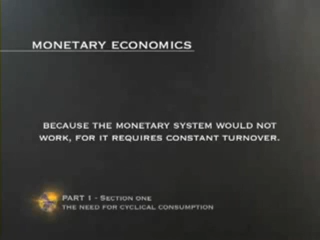 MONETARY ECONOMICS
BECAUSE THE MONETARY SYSTEM WOULD NOT
WORK, FOR IT REQUIRES CONSTANT TURNOVER.
PART 1 - SECTION ONE
THE NEED FOR CYCLICAL CONSUMPTION